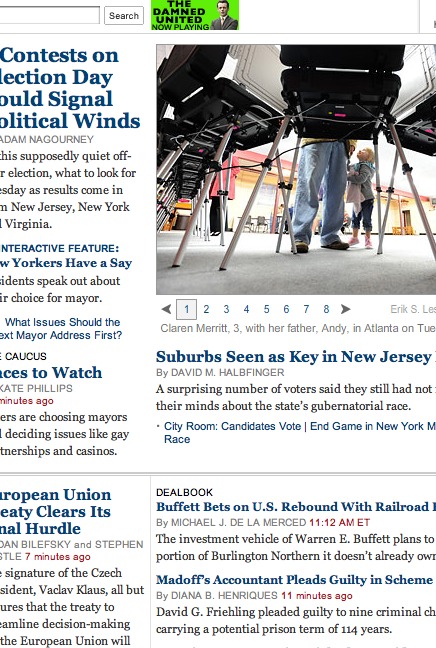 Search
THE
DAMNED
UNITED
NOW PLAYING
Contests on
lection Day
ould Signal
olitical Winds
ADAM NAGOURNEY
this supposedly quiet off-
r election, what to look for
esday as results come in
m New Jersey, New York
l Virginia.
INTERACTIVE FEATURE:
w Yorkers Have a Say
sidents speak out about
ir choice for mayor.
What Issues Should the
ext Mayor Address First?
E CAUCUS
aces to Watch
KATE PHILLIPS
minutes ago
ers are choosing mayors
l deciding issues like gay
tnerships and casinos.
1 2 3 4 5 6 7 8
Erik S. Les
Claren Merritt, 3, with her father, Andy, in Atlanta on Tue
Suburbs Seen as Key in New Jersey
By DAVID M. HALBFINGER
A surprising number of voters said they still had not
their minds about the state's gubernatorial race.
· City Room: Candidates Vote | End Game in New York M
Race
uropean Union
eaty Clears Its
nal Hurdle
DAN BILEFSKY and STEPHEN
STLE 7 minutes ago
e signature of the Czech
sident, Vaclav Klaus, all but
ures that the treaty to
eamline decision-making
the European Union will
DEALBOOK
Buffett Bets on U.S. Rebound With Railroad
By MICHAEL J. DE LA MERCED 11:12 AM ET
The investment vehicle of Warren E. Buffett plans to
portion of Burlington Northern it doesn't already own
Madoff's Accountant Pleads Guilty in Scheme
By DIANA B. HENRIQUES 11 minutes ago
David G. Friehling pleaded guilty to nine criminal ch
carrying a potential prison term of 114 years.